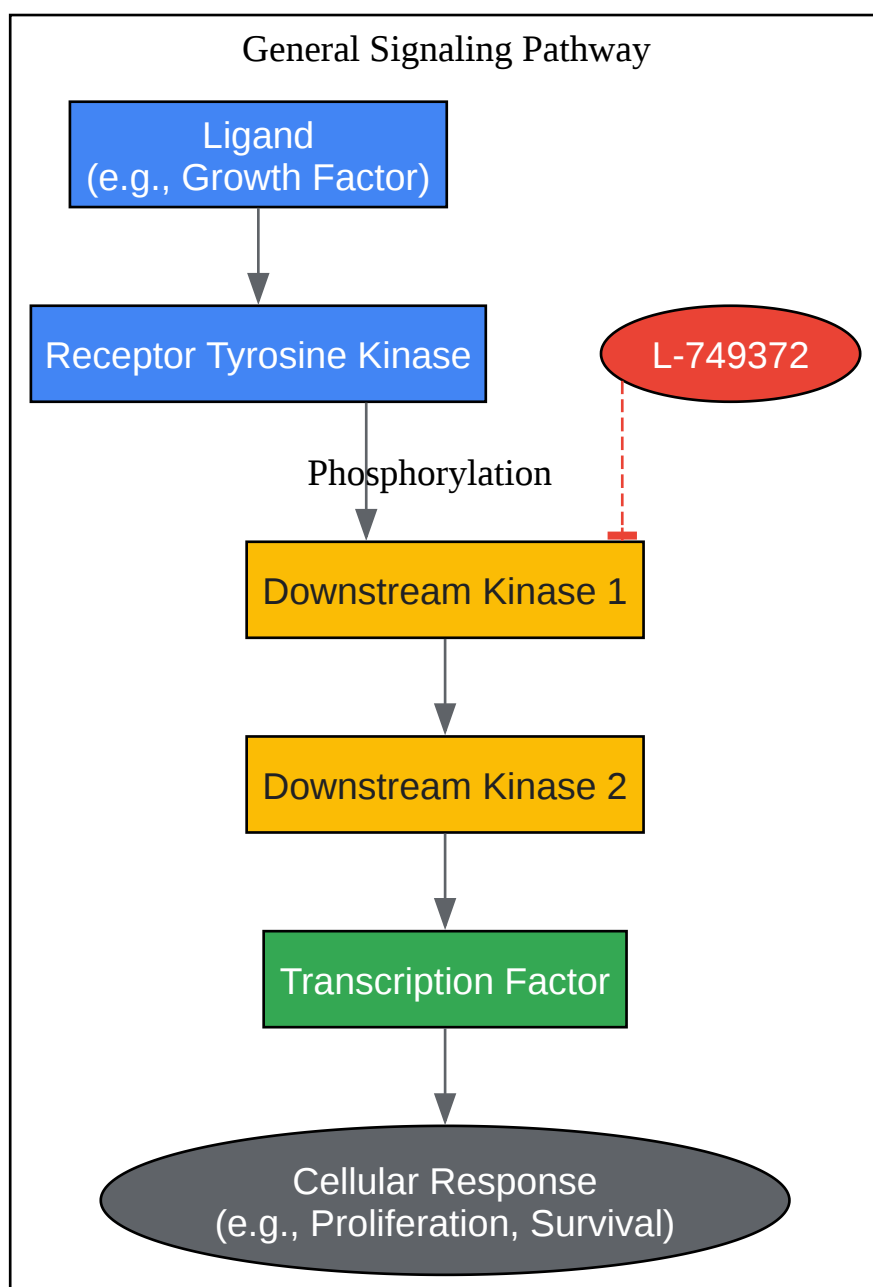 General Signaling Pathway
Ligand
(e.g., Growth Factor)
Receptor Tyrosine Kinase
L-749372
Phosphorylation
Downstream Kinase 1
Downstream Kinase 2
Transcription Factor
Cellular Response
(e.g., Proliferation, Survival)